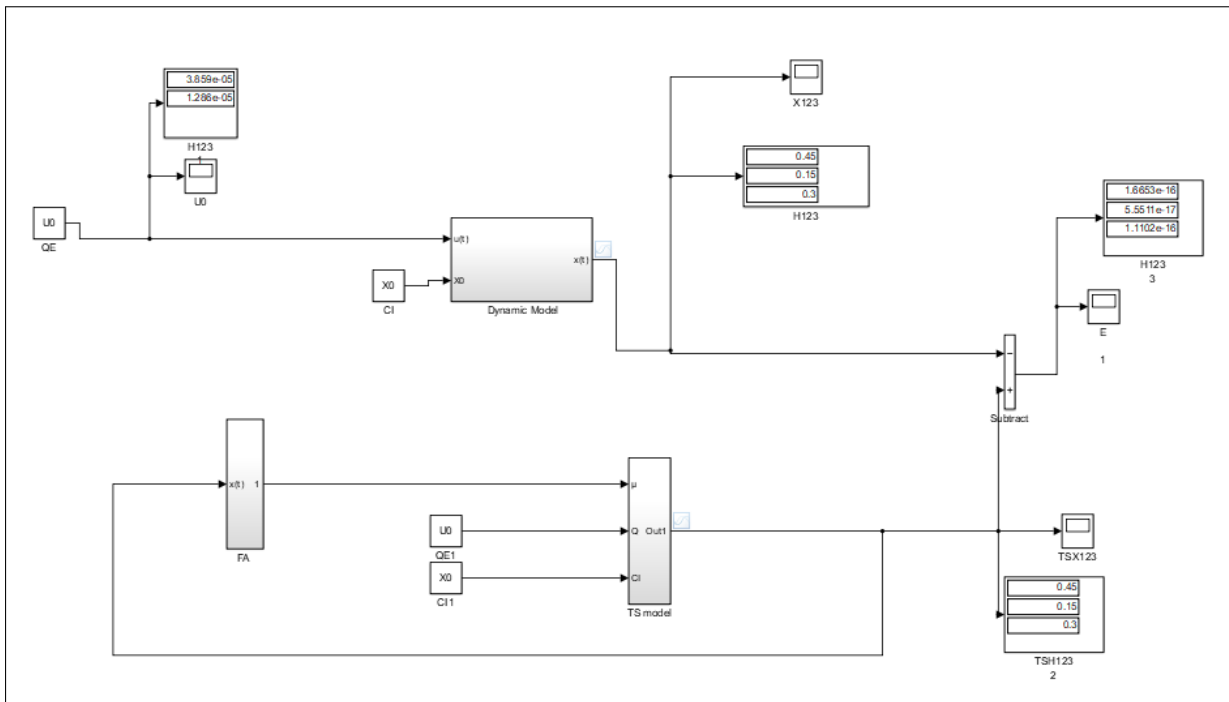 3.859e-05
1.286e-05
H123
1
U0
U0
QE
X0
CI
u(t)
X0
x(t)
Dynamic Model
X123
0.45
0.15
0.3
H123
1.6653e-16
5.5511e-17
1.1102e-16
H123
3
E
1
−
+
Subtract
x(t) 1
FA
U0
QE1
X0
CI1
µ
Q Out1
CI
TS model
TSX123
0.45
0.15
0.3
TSH123
2